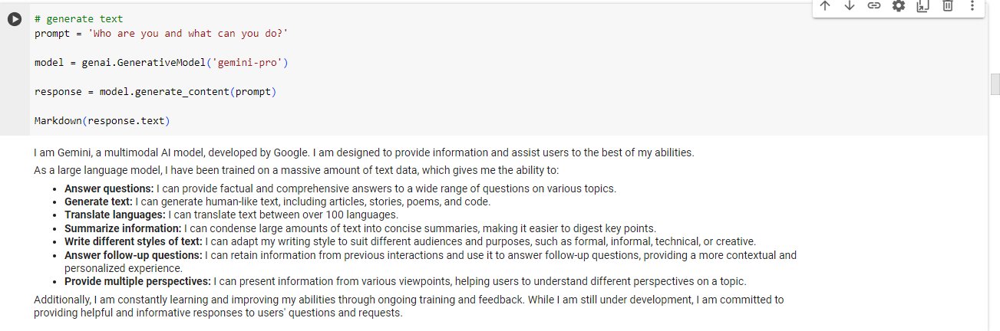 # generate text
prompt = 'Who are you and what can you do?'
model = genai.GenerativeModel('gemini-pro')
response = model.generate_content(prompt)
Markdown(response.text)
I am Gemini, a multimodal AI model, developed by Google. I am designed to provide information and assist users to the best of my abilities.
As a large language model, I have been trained on a massive amount of text data, which gives me the ability to:
• Answer questions: I can provide factual and comprehensive answers to a wide range of questions on various topics.
• Generate text: I can generate human-like text, including articles, stories, poems, and code.
• Translate languages: I can translate text between over 100 languages.
• Summarize information: I can condense large amounts of text into concise summaries, making it easier to digest key points.
• Write different styles of text: I can adapt my writing style to suit different audiences and purposes, such as formal, informal, technical, or creative.
• Answer follow-up questions: I can retain information from previous interactions and use it to answer follow-up questions, providing a more contextual and
personalized experience.
• Provide multiple perspectives: I can present information from various viewpoints, helping users to understand different perspectives on a topic.
Additionally, I am constantly learning and improving my abilities through ongoing training and feedback. While I am still under development, I am committed to
providing helpful and informative responses to users' questions and requests.